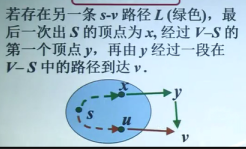 若存在另一条 s-v 路径 L (绿色), 最
后一次出 S 的顶点为 x, 经过 V–S 的
第一个顶点 y, 再由 y 经过一段在
V–S 中的路径到达 v .
x
y
s
u
v